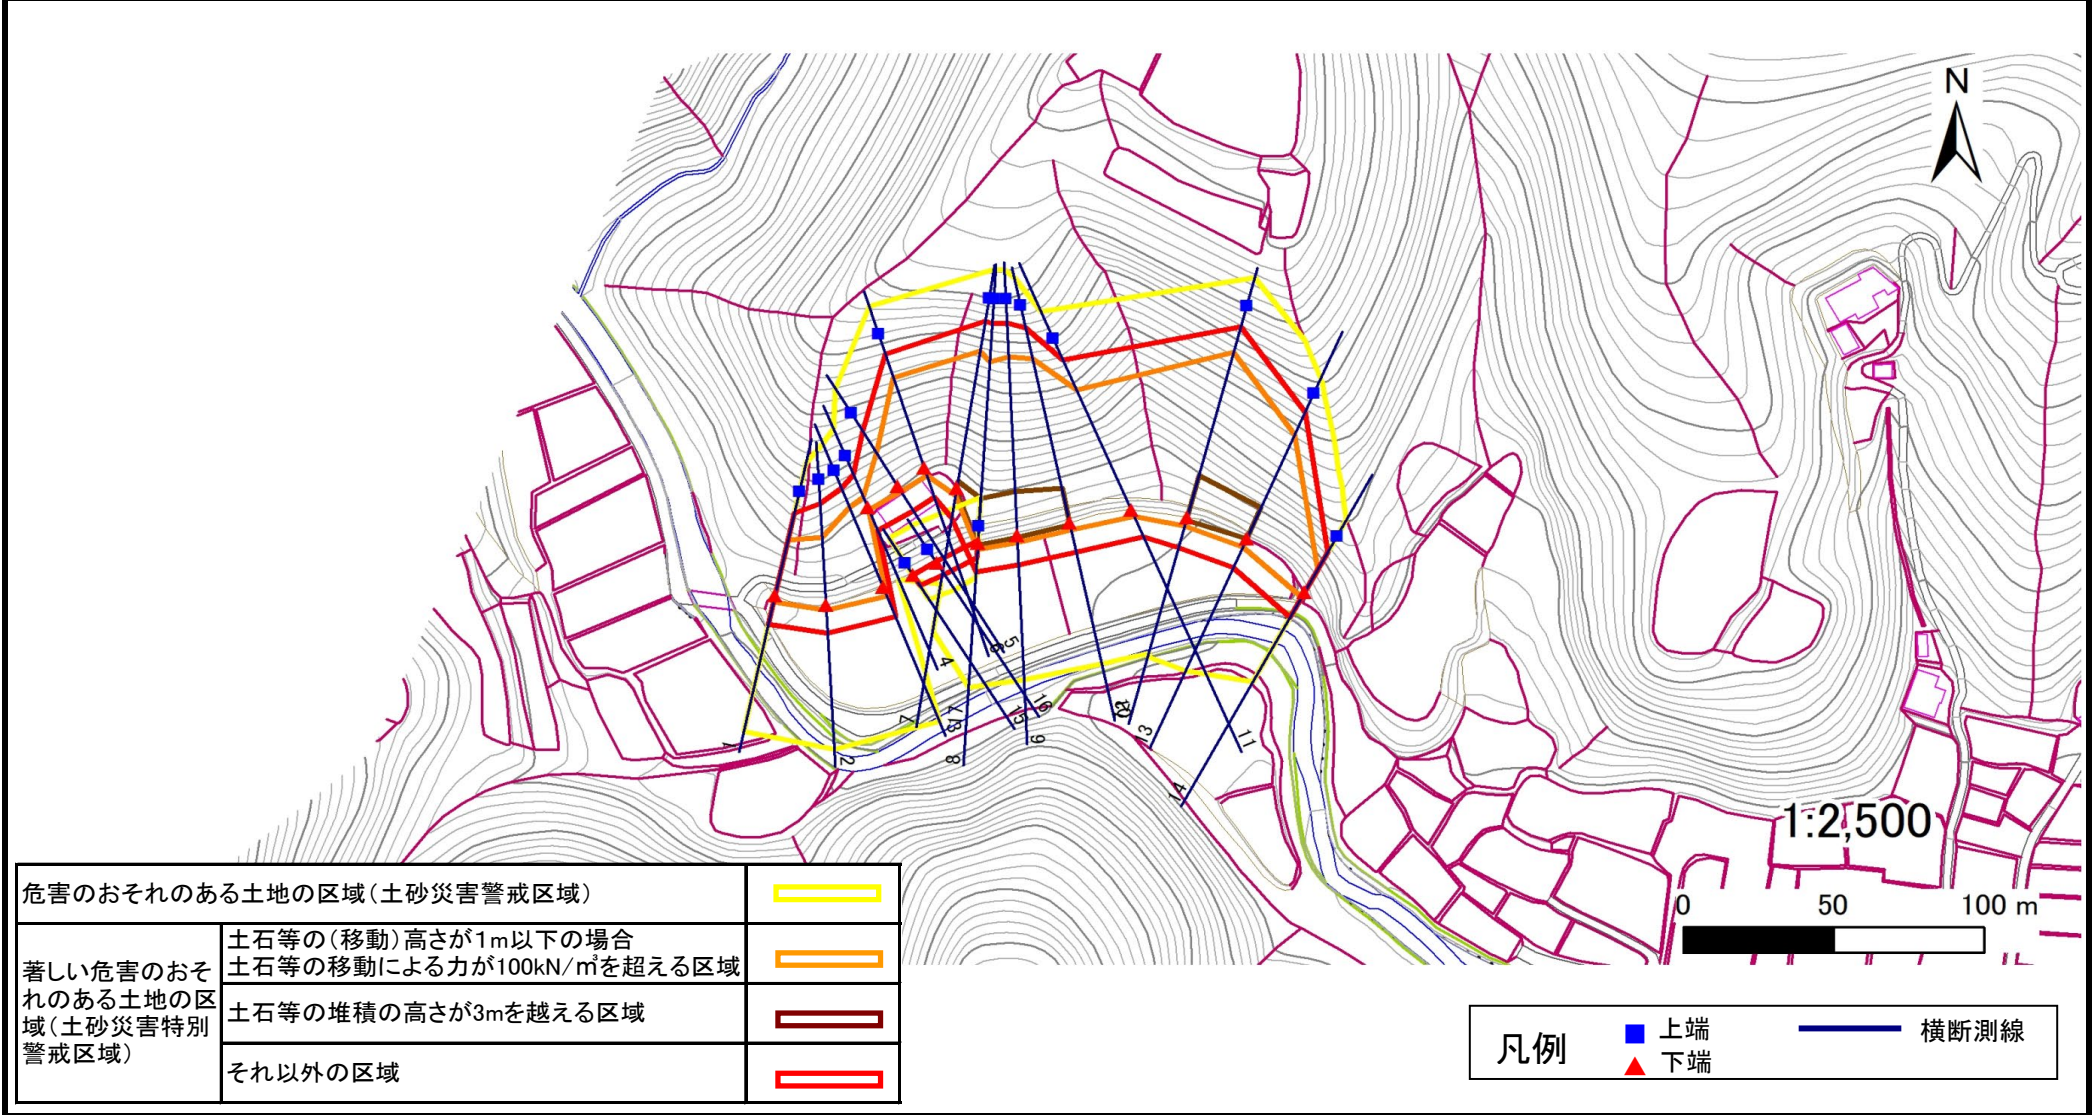 N
1
2
4
6
5
7
3
8
15
16
9
12
13
11
14
1:2,500
0 50 100 m
危害のおそれのある土地の区域(土砂災害警戒区域)
著しい危害のおそ
れのある土地の区
域(土砂災害特別
警戒区域)
土石等の(移動)高さが1m以下の場合
土石等の移動による力が100kN/㎡を超える区域
土石等の堆積の高さが3mを越える区域
それ以外の区域
凡例
上端
下端
横断測線